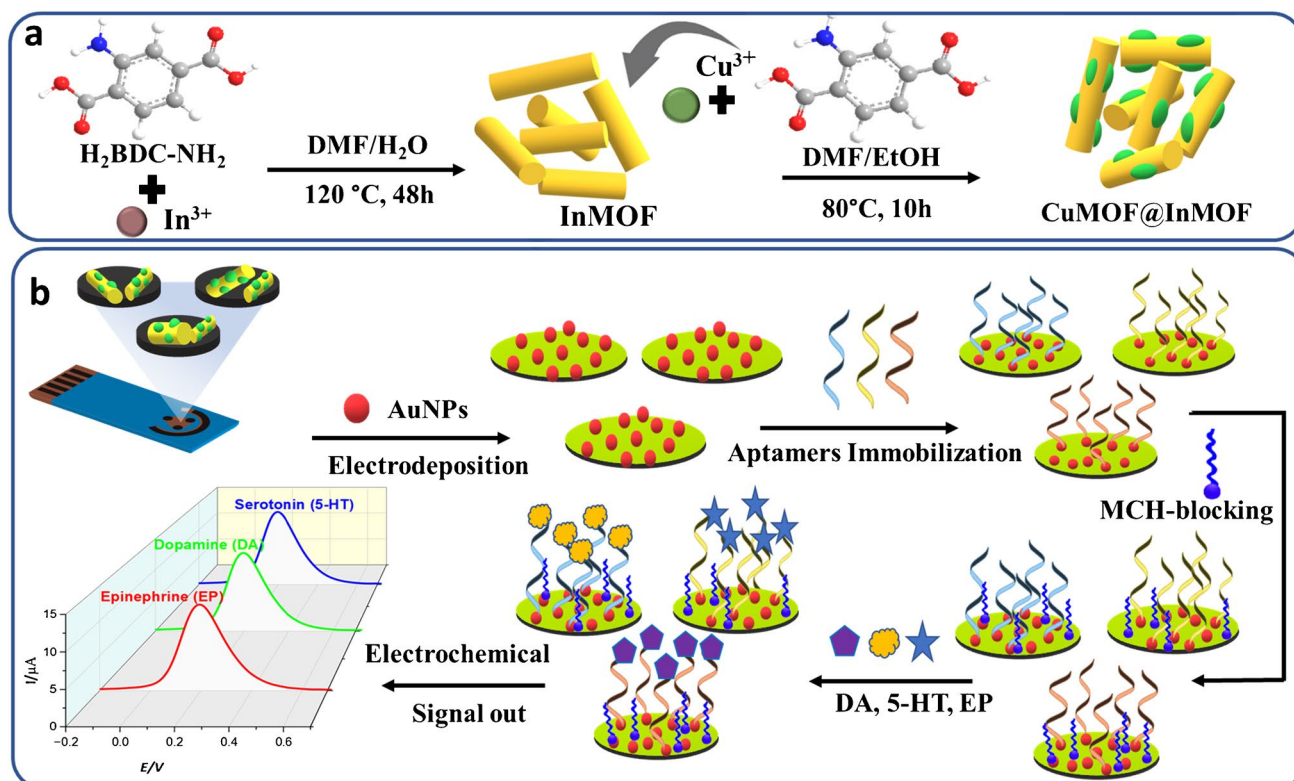 a
H₂BDC-NH₂
In³⁺
DMF/H₂O
120 °C, 48h
InMOF
Cu³⁺
DMF/EtOH
80°C, 10h
CuMOF@InMOF
b
AuNPs
Electrodeposition
Aptamers Immobilization
MCH-blocking
DA, 5-HT, EP
Electrochemical
Signal out
Serotonin (5-HT)
Dopamine (DA)
Epinephrine (EP)
15
10
5
0
I/µA
−0.2 0.0 0.2 0.4 0.6
E/V